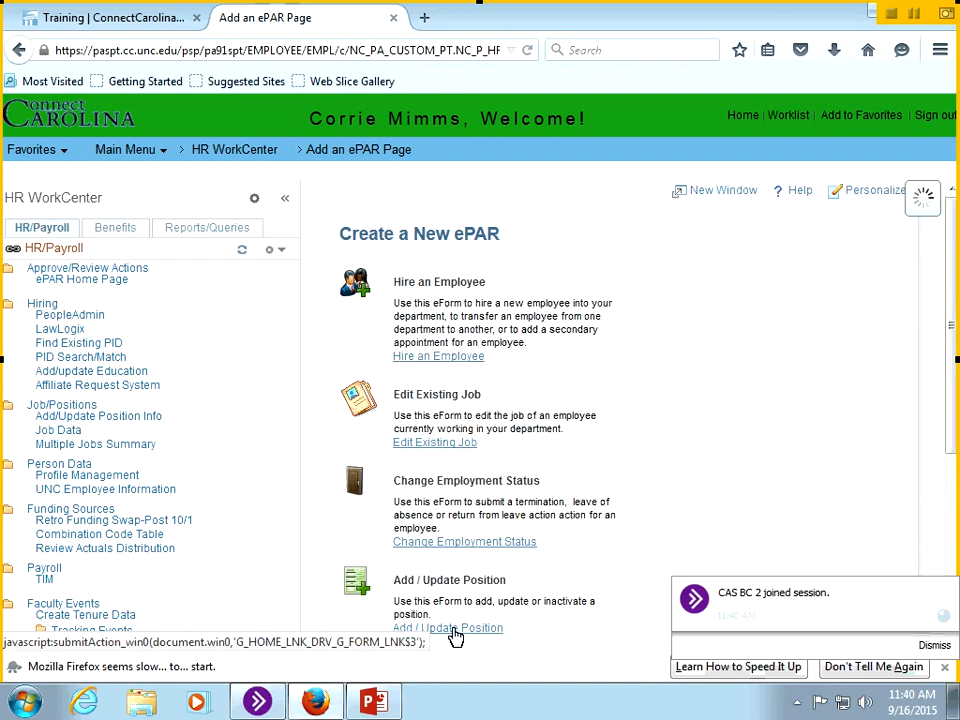 Training | ConnectCarolina...
Add an ePAR Page
https://paspt.cc.unc.edu/psp/pa91spt/EMPLOYEE/EMPL/c/NC_PA_CUSTOM_PT.NC_P_HF
Search
Most Visited
Getting Started
Suggested Sites
Web Slice Gallery
Connect
CAROLINA
Corrie Mimms, Welcome!
Home | Worklist | Add to Favorites | Sign out
Favorites
Main Menu
> HR WorkCenter
> Add an ePAR Page
HR WorkCenter
New Window
? Help
Personalize
HR/Payroll
Benefits
Reports/Queries
HR/Payroll
Approve/Review Actions
ePAR Home Page
Hiring
PeopleAdmin
LawLogix
Find Existing PID
PID Search/Match
Add/update Education
Affiliate Request System
Job/Positions
Add/Update Position Info
Job Data
Multiple Jobs Summary
Person Data
Profile Management
UNC Employee Information
Funding Sources
Retro Funding Swap-Post 10/1
Combination Code Table
Review Actuals Distribution
Payroll
TIM
Faculty Events
Create Tenure Data
Tracking Events
Create a New ePAR
Hire an Employee
Use this eForm to hire a new employee into your
department, to transfer an employee from one
department to another, or to add a secondary
appointment for an employee.
Hire an Employee
Edit Existing Job
Use this eForm to edit the job of an employee
currently working in your department.
Edit Existing Job
Change Employment Status
Use this eForm to submit a termination, leave of
absence or return from leave action action for an
employee.
Change Employment Status
Add / Update Position
Use this eForm to add, update or inactivate a
position.
Add / Update Position
CAS BC 2 joined session.
11:40 AM
Dismiss
javascript:submitAction_win0(document.win0,'G_HOME_LNK_DRV_G_FORM_LNK$3');
Mozilla Firefox seems slow... to... start.
Learn How to Speed It Up
Don't Tell Me Again
11:40 AM
9/16/2015